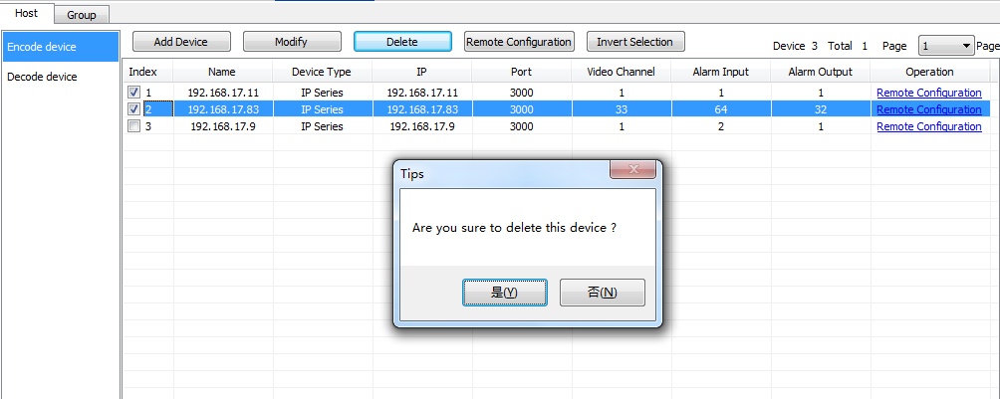 Host Group
Encode device
Decode device
Add Device Modify Delete Remote Configuration Invert Selection Device 3 Total 1 Page 1 Page
Index Name Device Type IP Port Video Channel Alarm Input Alarm Output Operation
1 192.168.17.11 IP Series 192.168.17.11 3000 1 1 1 Remote Configuration
2 192.168.17.83 IP Series 192.168.17.83 3000 33 64 32 Remote Configuration
3 192.168.17.9 IP Series 192.168.17.9 3000 1 2 1 Remote Configuration
Tips
Are you sure to delete this device ?
是(Y) 否(N)